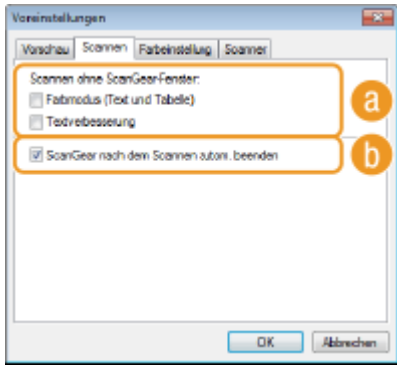 Voreinstellungen
Vorschau Scannen Farbeinstellung Scanner
Scannen ohne ScanGear-Fenster:
Farbmodus (Text und Tabelle)
a
Textverbesserung
ScanGear nach dem Scannen autom. beenden
b
OK Abbrechen